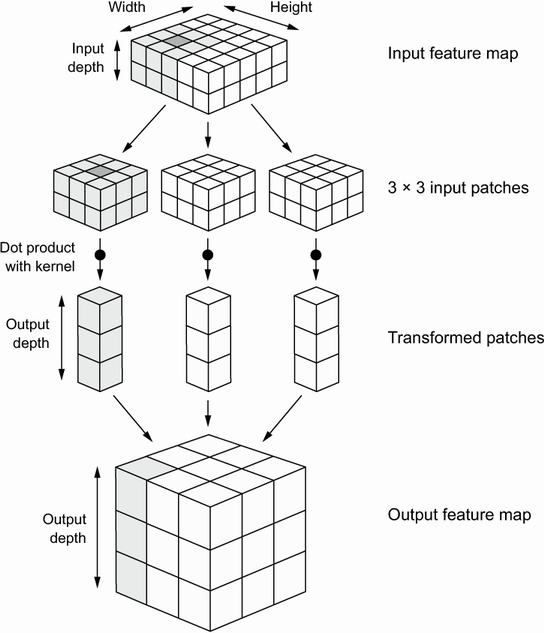 Width
Height
Input
depth
Input feature map
3 × 3 input patches
Dot product
with kernel
Output
depth
Transformed patches
Output
depth
Output feature map